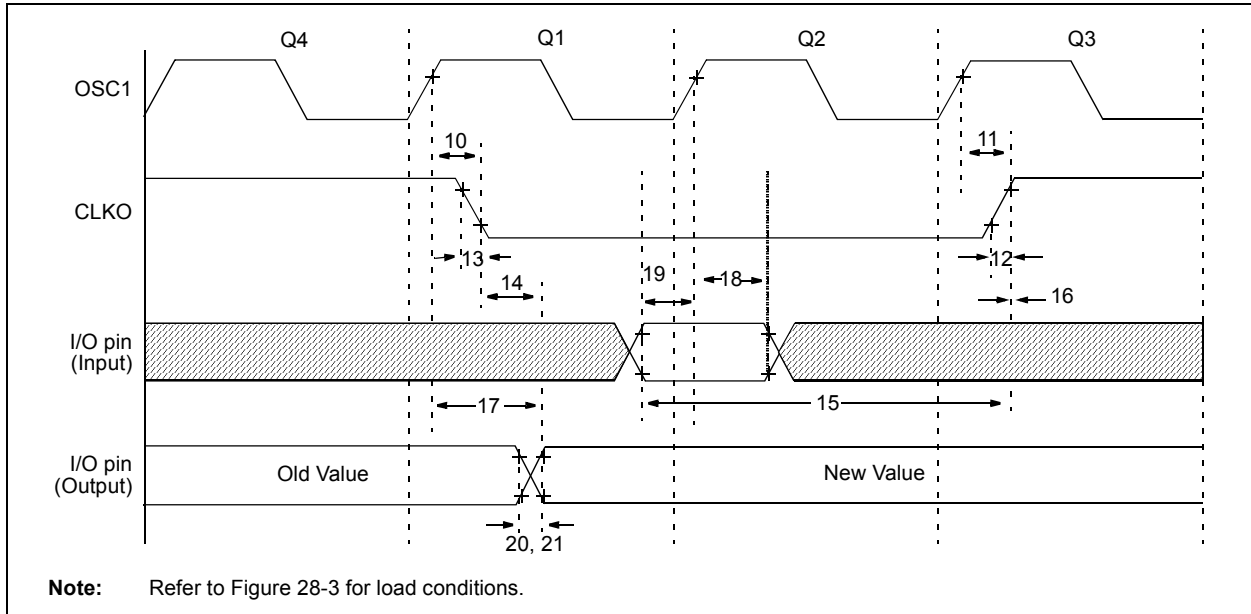 Q4 Q1 Q2 Q3
OSC1
10 11
CLKO
13 12
14 19 18 16
I/O pin
(Input)
17 15
I/O pin
(Output)
Old Value New Value
20, 21
Note: Refer to Figure 28-3 for load conditions.